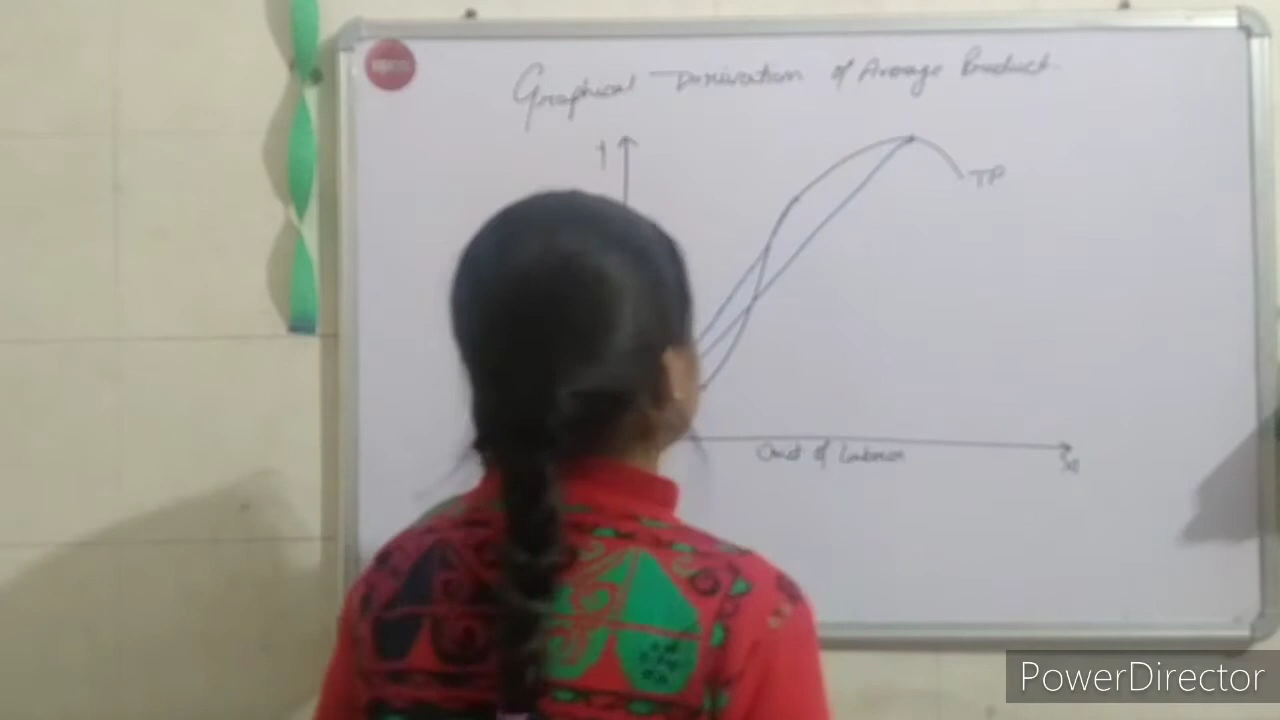 Graphical Derivation of Average Product
Y
TP
Unit of Labour
X
PowerDirector